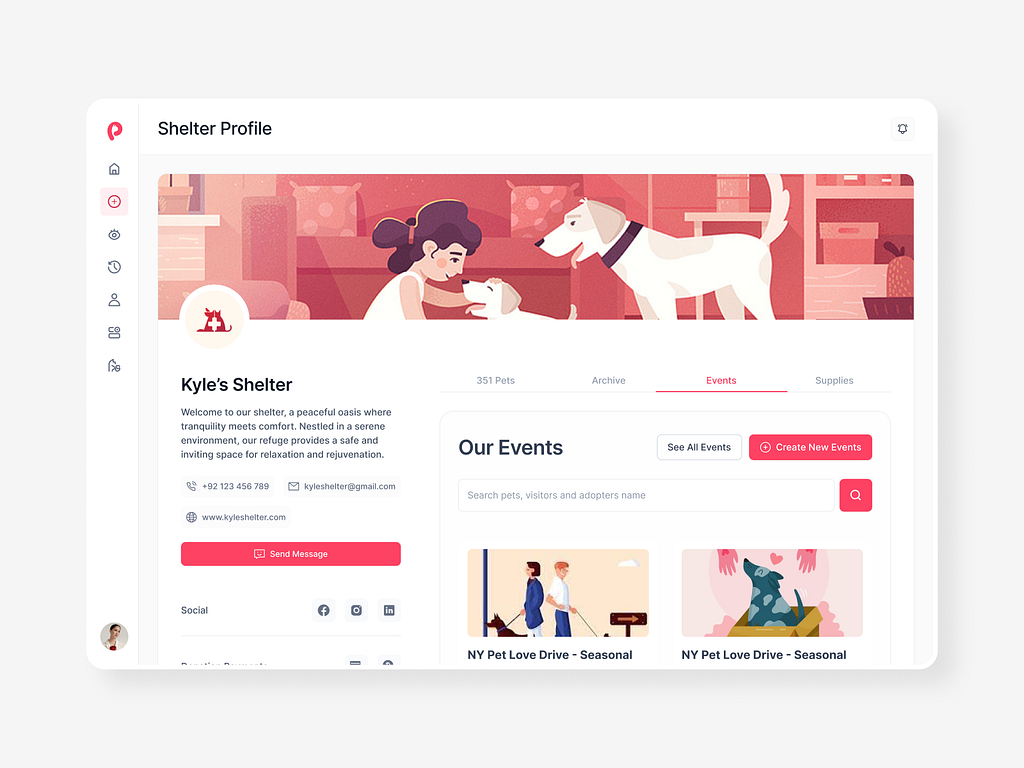 Shelter Profile
Kyle’s Shelter
Welcome to our shelter, a peaceful oasis where
tranquility meets comfort. Nestled in a serene
environment, our refuge provides a safe and
inviting space for relaxation and rejuvenation.
+92 123 456 789
kyleshelter@gmail.com
www.kyleshelter.com
Send Message
Social
Donation Payments
351 Pets
Archive
Events
Supplies
Our Events
See All Events
Create New Events
Search pets, visitors and adopters name
NY Pet Love Drive - Seasonal
NY Pet Love Drive - Seasonal